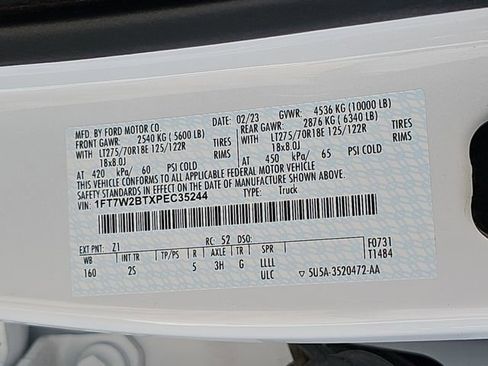 MFD. BY FORD MOTOR CO.
02/23 GVWR: 4536 KG (10000 LB)
FRONT GAWR: 2540 KG (5600 LB) REAR GAWR: 2876 KG (6340 LB)
WITH LT275/70R18E 125/122R TIRES WITH LT275/70R18E 125/122R TIRES
18x8.0J RIMS 18x8.0J RIMS
AT 420 kPa/ 60 PSI COLD AT 450 kPa/ 65 PSI COLD
THIS VEHICLE CONFORMS TO ALL APPLICABLE FEDERAL MOTOR VEHICLE
SAFETY STANDARDS IN EFFECT ON THE DATE OF MANUFACTURE SHOWN ABOVE.
VIN: 1FT7W2BTXPEC35244 TYPE: Truck
EXT PNT: Z1 RC: 52 DSO: F0731
WB INT TR TP/PS R AXLE TR SPR T1484
160 2S 5 3H G LLLL
ULC 5U5A-3520472-AA